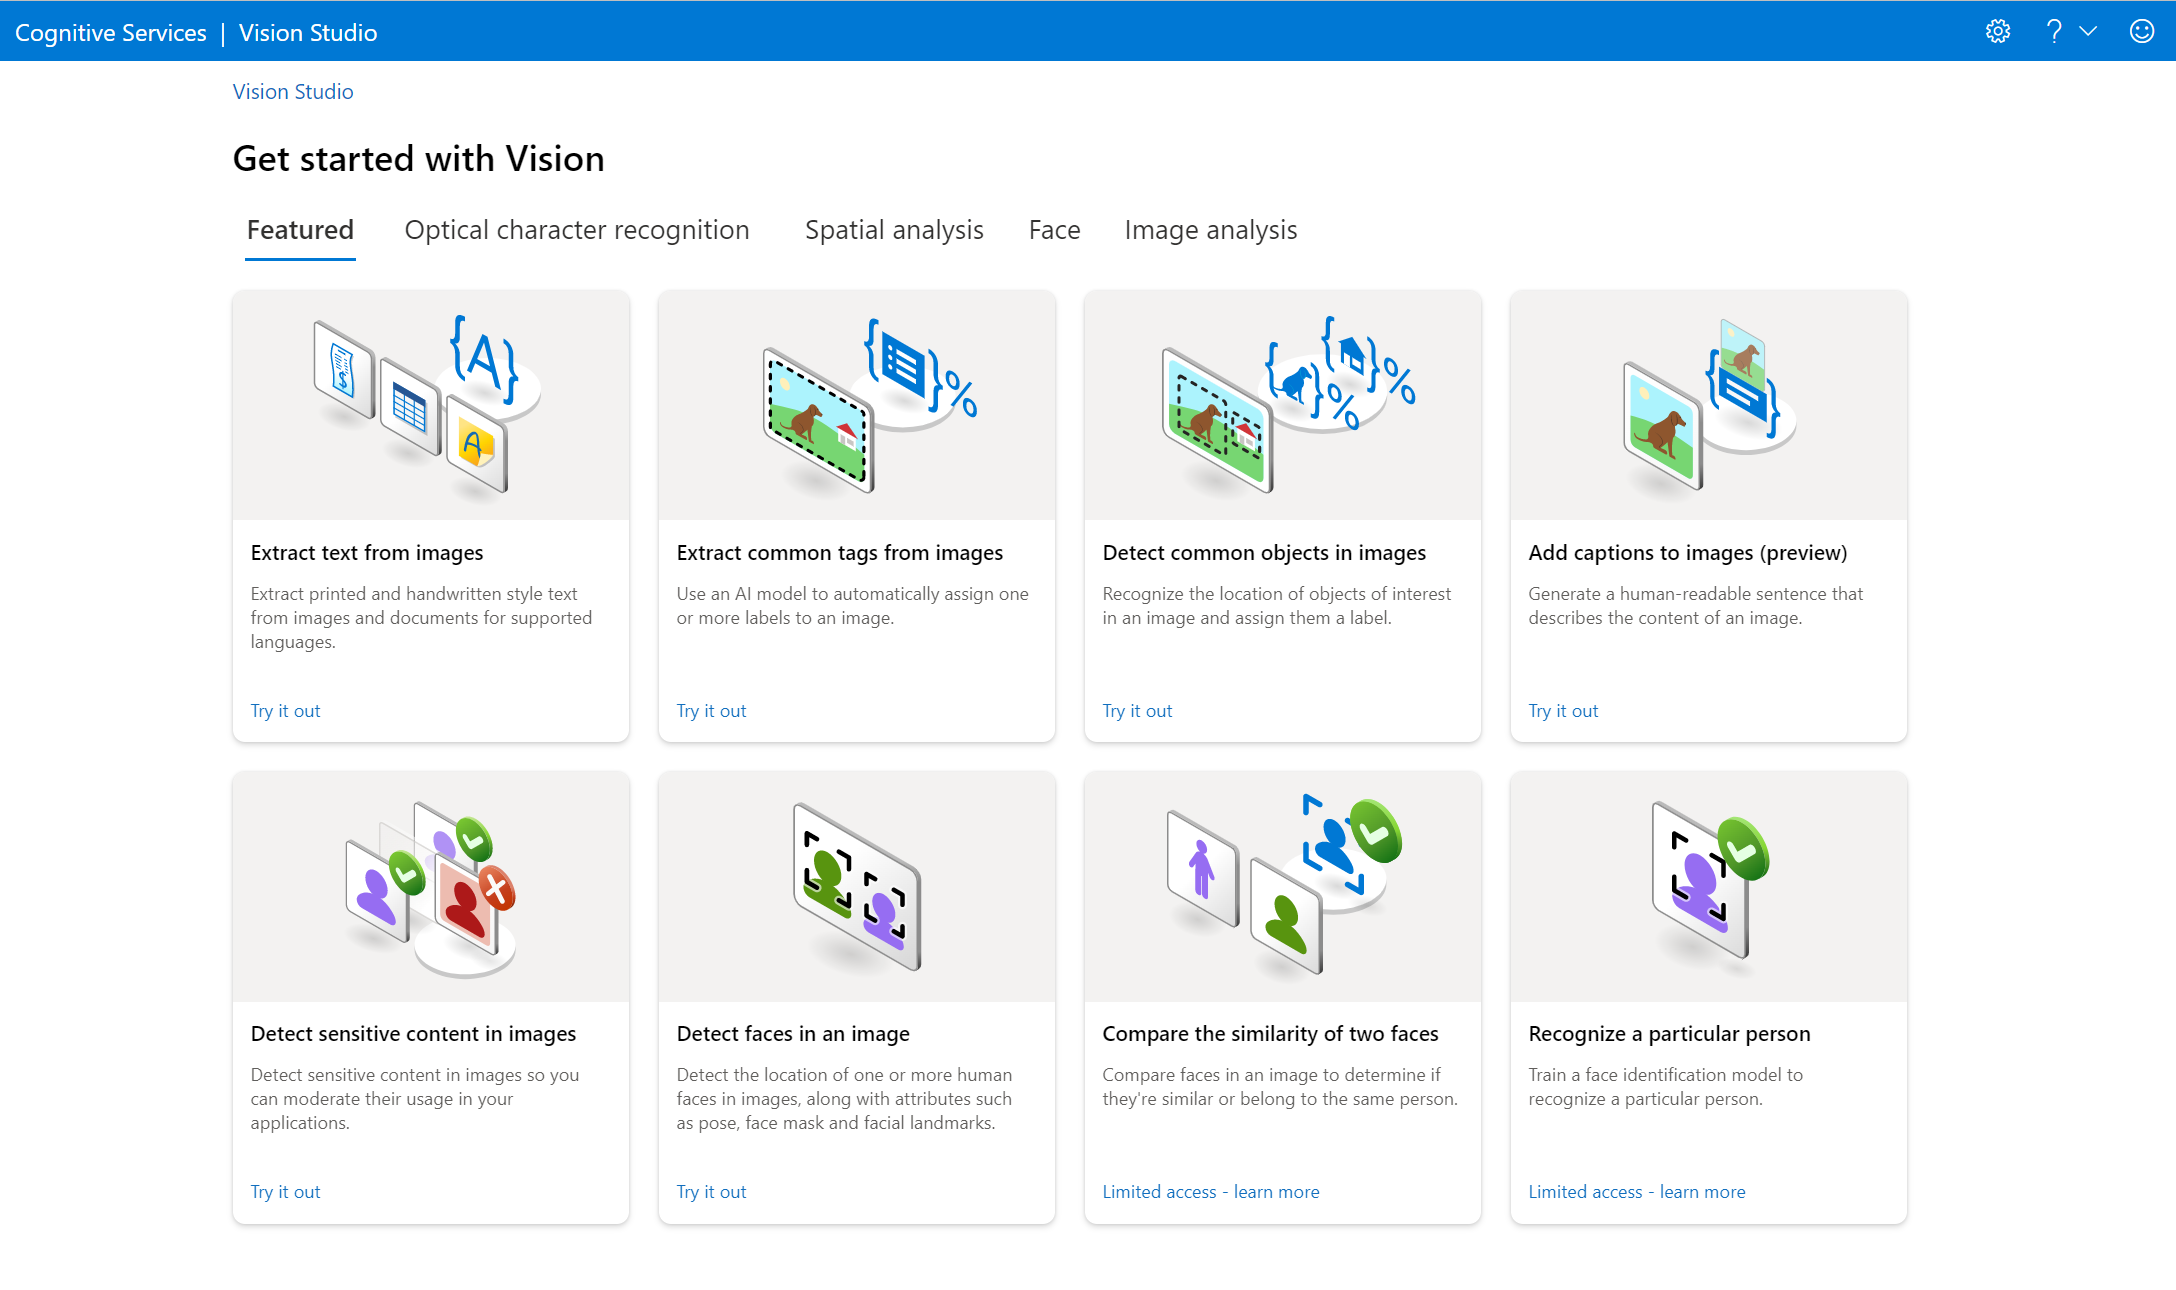 Cognitive Services | Vision Studio
Vision Studio
Get started with Vision
Featured Optical character recognition Spatial analysis Face Image analysis
Extract text from images
Extract printed and handwritten style text
from images and documents for supported
languages.
Try it out
Extract common tags from images
Use an AI model to automatically assign one
or more labels to an image.
Try it out
Detect common objects in images
Recognize the location of objects of interest
in an image and assign them a label.
Try it out
Add captions to images (preview)
Generate a human-readable sentence that
describes the content of an image.
Try it out
Detect sensitive content in images
Detect sensitive content in images so you
can moderate their usage in your
applications.
Try it out
Detect faces in an image
Detect the location of one or more human
faces in images, along with attributes such
as pose, face mask and facial landmarks.
Try it out
Compare the similarity of two faces
Compare faces in an image to determine if
they're similar or belong to the same person.
Limited access - learn more
Recognize a particular person
Train a face identification model to
recognize a particular person.
Limited access - learn more